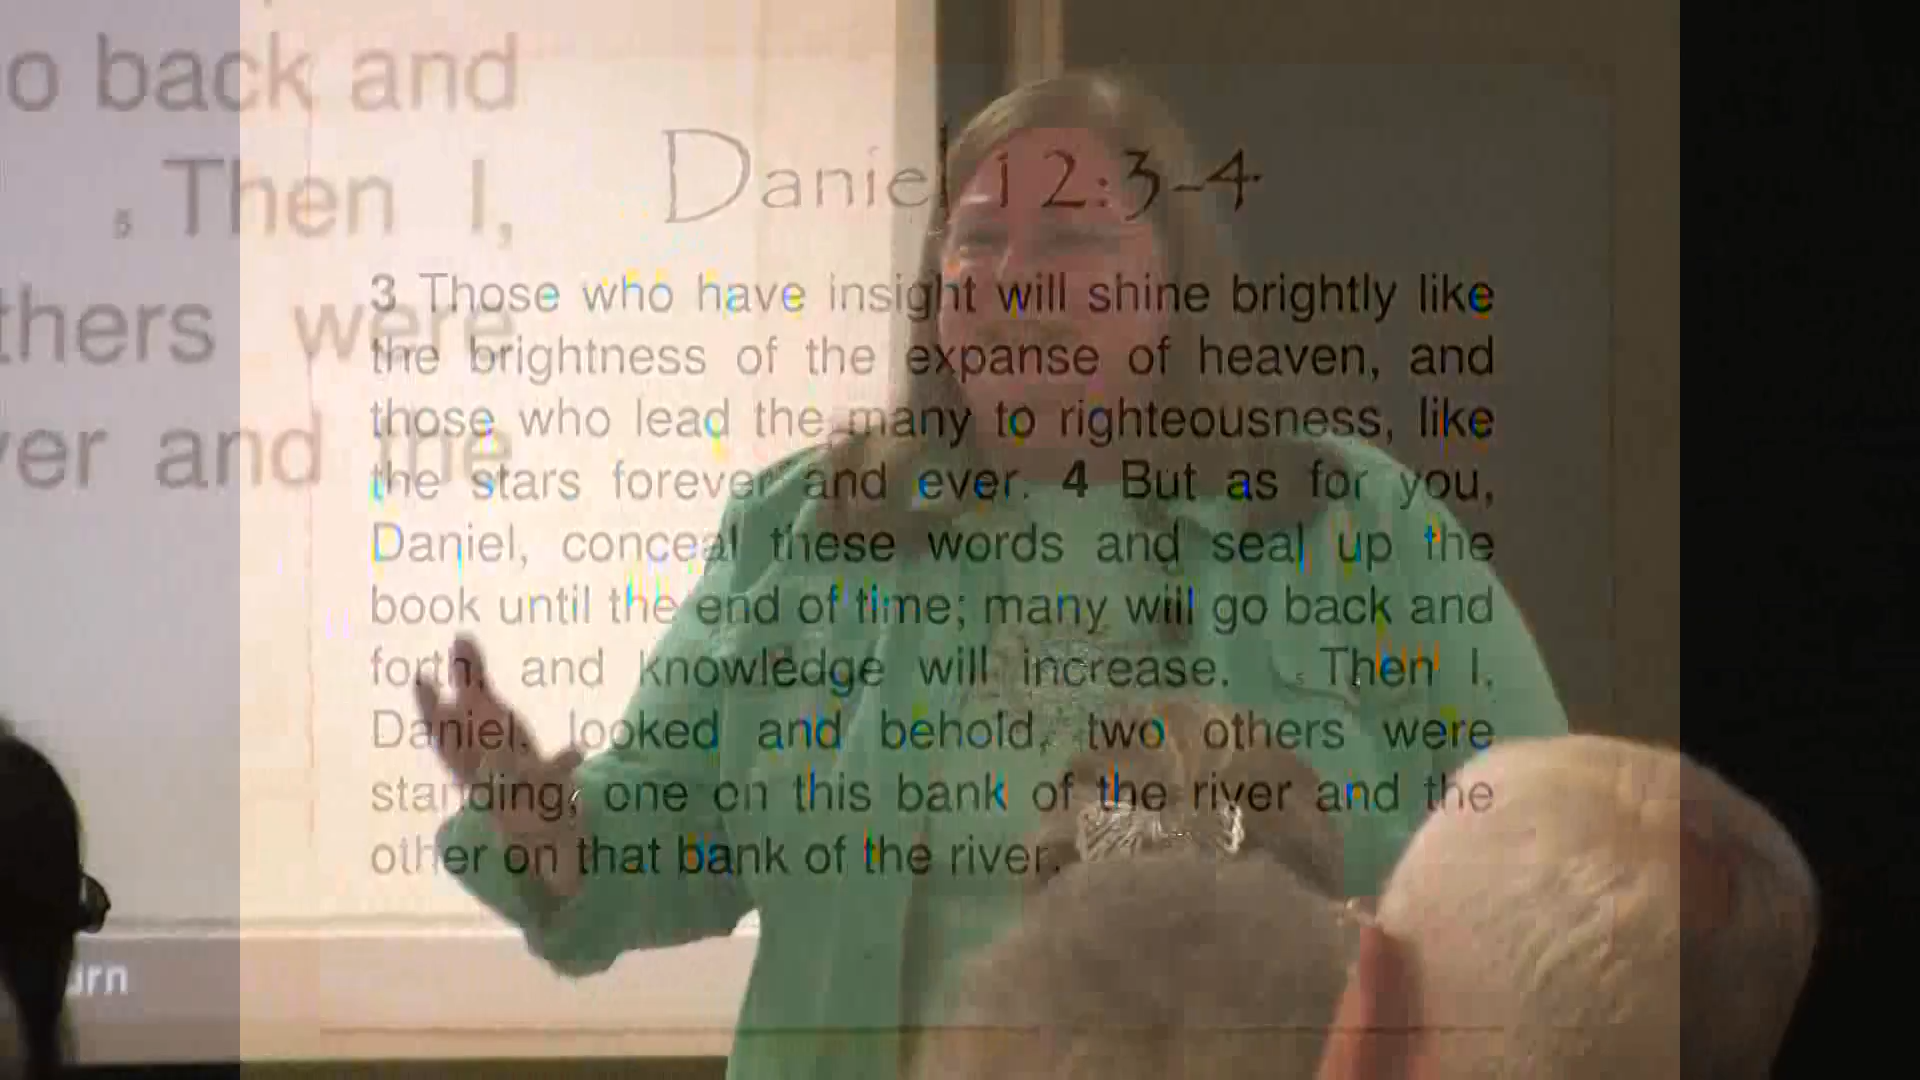 o back and
5 Then I,
thers were
ver and the
urn
Daniel 12:3-4
3 Those who have insight will shine brightly like
the brightness of the expanse of heaven, and
those who lead the many to righteousness, like
the stars forever and ever. 4 But as for you,
Daniel, conceal these words and seal up the
book until the end of time; many will go back and
forth, and knowledge will increase. 5 Then I,
Daniel, looked and behold, two others were
standing, one on this bank of the river and the
other on that bank of the river.